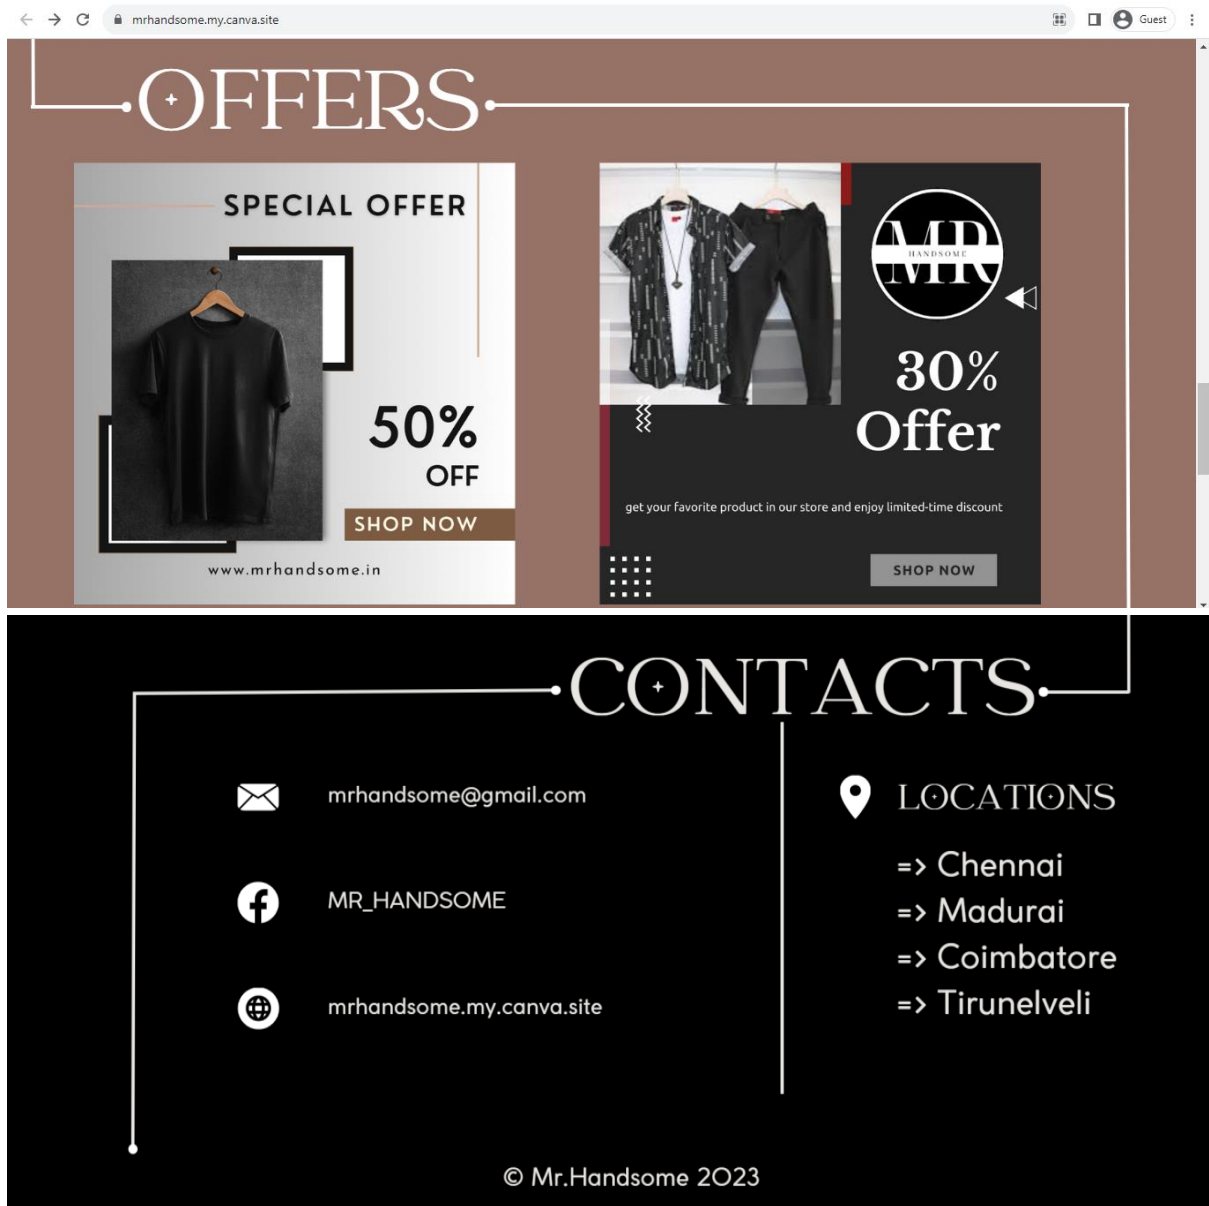 mrhandsome.my.canva.site
Guest
OFFERS
SPECIAL OFFER
50%
OFF
SHOP NOW
www.mrhandsome.in
MR
HANDSOME
30%
Offer
get your favorite product in our store and enjoy limited-time discount
SHOP NOW
CONTACTS
mrhandsome@gmail.com
MR_HANDSOME
mrhandsome.my.canva.site
LOCATIONS
=> Chennai
=> Madurai
=> Coimbatore
=> Tirunelveli
© Mr.Handsome 2023